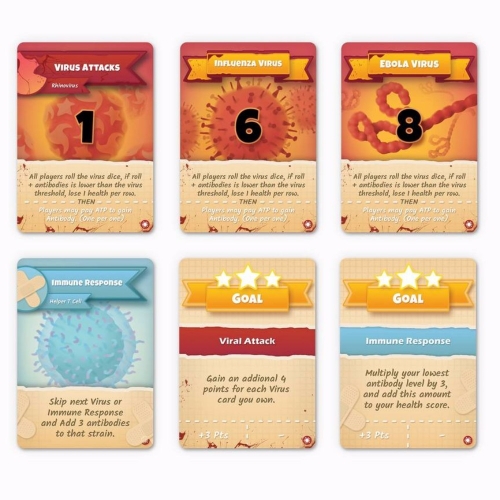 Virus Attacks
Rhinovirus
1
All players roll the virus dice, if roll
+ antibodies is lower than the virus
threshold, lose 1 health per row.
THEN
Players may pay ATP to gain
Antibody. (One per one).
Influenza Virus
6
All players roll the virus dice, if roll
+ antibodies is lower than the virus
threshold, lose 1 health per row.
THEN
Players may pay ATP to gain
Antibody. (One per one).
Ebola Virus
8
All players roll the virus dice, if roll
+ antibodies is lower than the virus
threshold, lose 1 health per row.
THEN
Players may pay ATP to gain
Antibody. (One per one).
Immune Response
Helper T Cell
Skip next Virus or
Immune Response
and Add 3 antibodies
to that strain.
Goal
Viral Attack
Gain an addional 4
points for each Virus
card you own.
+3 Pts
–
Goal
Immune Response
Multiply your lowest
antibody level by 3,
and add this amount
to your health score.
+3 Pts
–